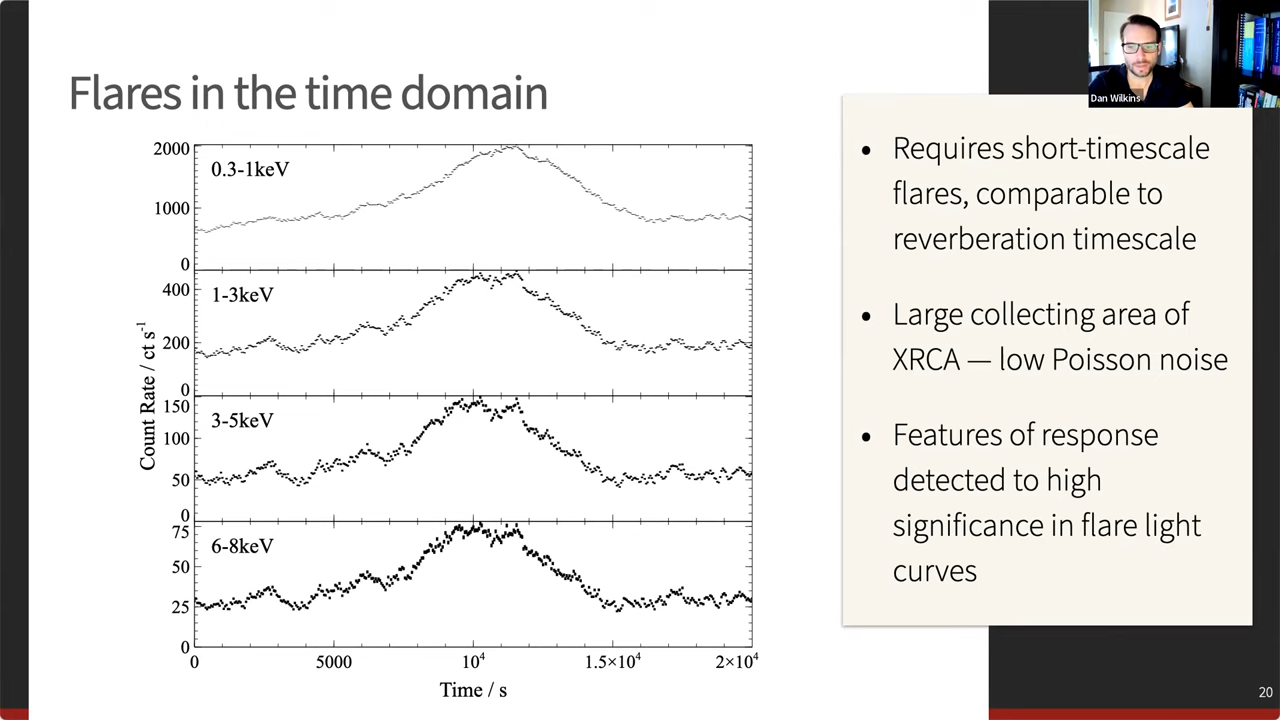 Dan Wilkins
Flares in the time domain
2000
1000
0
0.3-1keV
400
200
0
1-3keV
150
100
50
0
3-5keV
75
50
25
0
6-8keV
Count Rate / ct s⁻¹
0 5000 10⁴ 1.5×10⁴ 2×10⁴
Time / s
• Requires short-timescale
flares, comparable to
reverberation timescale
• Large collecting area of
XRCA — low Poisson noise
• Features of response
detected to high
significance in flare light
curves
20